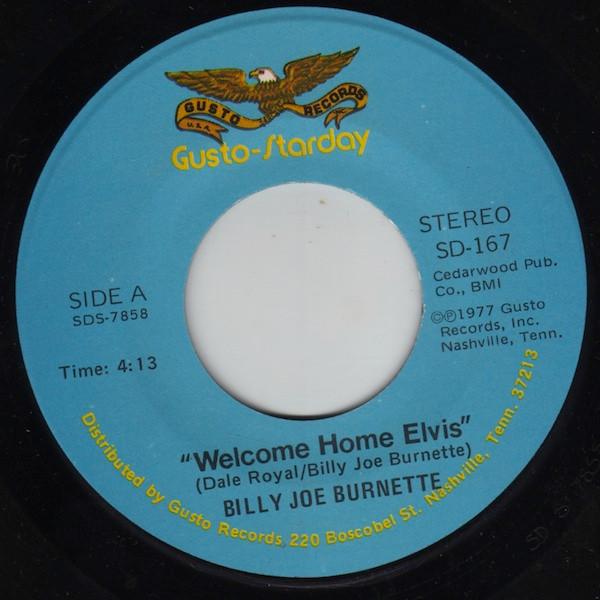 GUSTO RECORDS
U.S.A.
Gusto-Starday
STEREO
SD-167
Cedarwood Pub.
Co., BMI
©℗1977 Gusto
Records, Inc.
Nashville, Tenn.
SIDE A
SDS-7858
Time: 4:13
"Welcome Home Elvis"
(Dale Royal/Billy Joe Burnette)
BILLY JOE BURNETTE
Distributed by Gusto Records, 220 Boscobel St. Nashville, Tenn. 37213